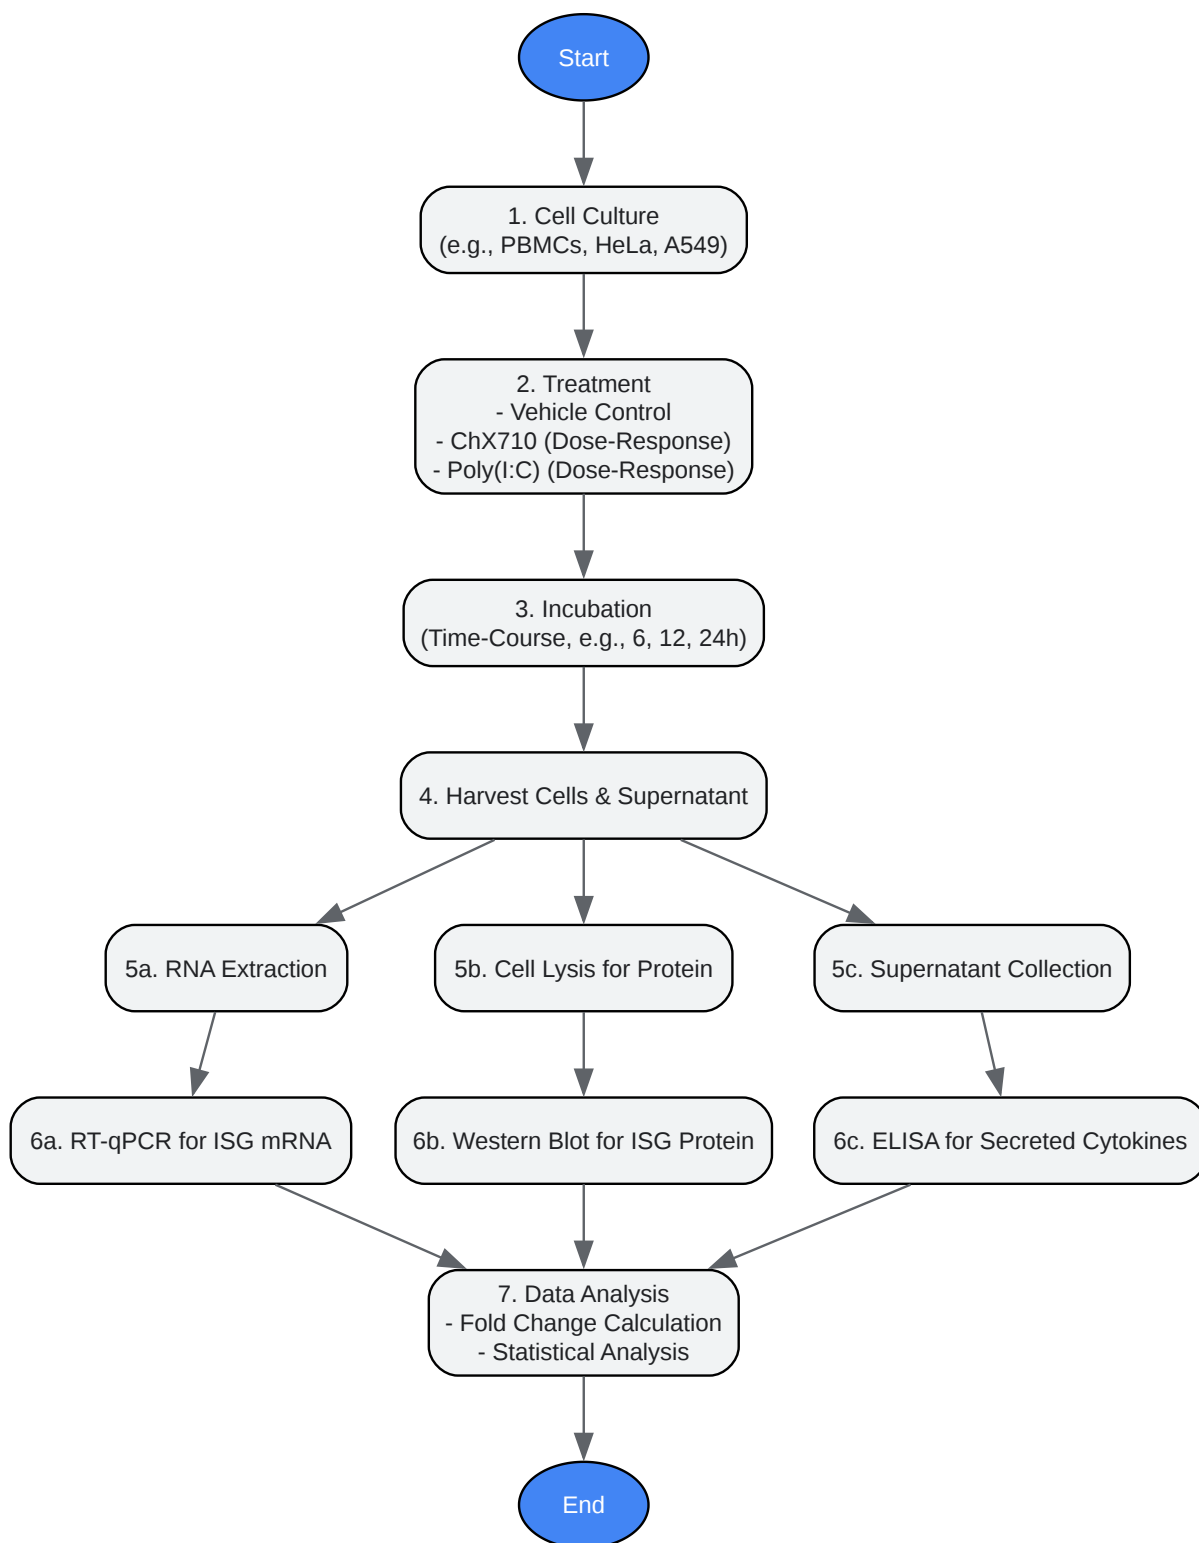 Start
1. Cell Culture
(e.g., PBMCs, HeLa, A549)
2. Treatment
- Vehicle Control
- ChX710 (Dose-Response)
- Poly(I:C) (Dose-Response)
3. Incubation
(Time-Course, e.g., 6, 12, 24h)
4. Harvest Cells & Supernatant
5a. RNA Extraction
5b. Cell Lysis for Protein
5c. Supernatant Collection
6a. RT-qPCR for ISG mRNA
6b. Western Blot for ISG Protein
6c. ELISA for Secreted Cytokines
7. Data Analysis
- Fold Change Calculation
- Statistical Analysis
End